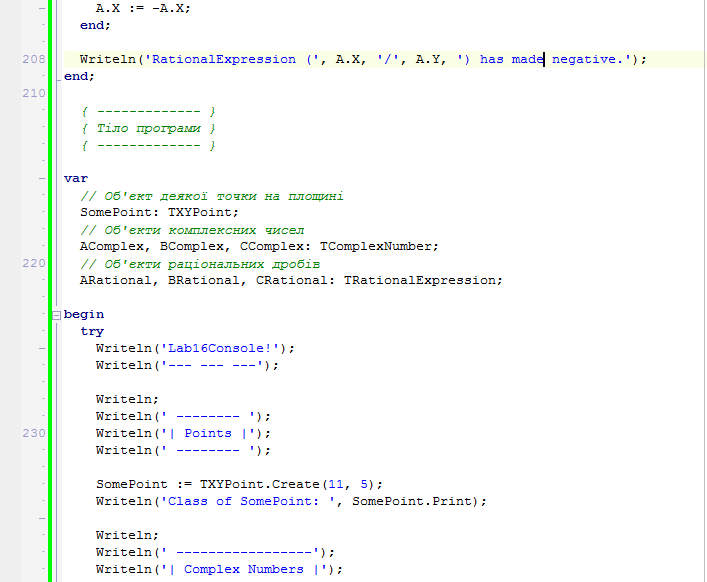 A.X := -A.X;
end;
208 Writeln('RationalExpression (', A.X, '/', A.Y, ') has made negative.');
end;
210
{ ------------- }
{ Тіло програми }
{ ------------- }
var
// Об'ект деякої точки на площині
SomePoint: TXYPoint;
// Об'екти комплексних чисел
AComplex, BComplex, CComplex: TComplexNumber;
220 // Об'екти раціональних дробів
ARational, BRational, CRational: TRationalExpression;
begin
try
Writeln('Lab16Console!');
Writeln('--- --- ---');
Writeln;
Writeln(' -------- ');
230 Writeln('| Points |');
Writeln(' -------- ');
SomePoint := TXYPoint.Create(11, 5);
Writeln('Class of SomePoint: ', SomePoint.Print);
Writeln;
Writeln(' -----------------');
Writeln('| Complex Numbers |');